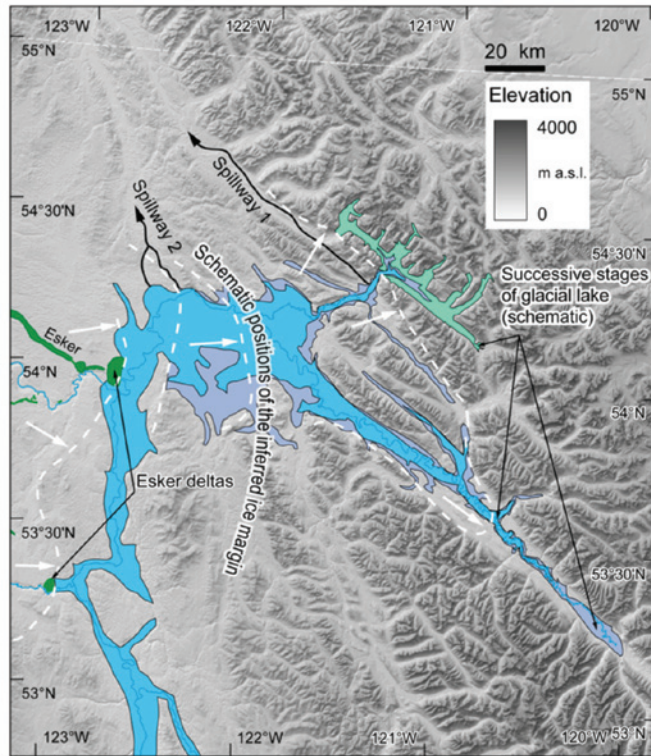 123°W
122°W
121°W
120°W
55°N
20 km
55°N
Elevation
4000
m a.s.l.
0
54°30'N
Spillway 1
Spillway 2
54°30'N
Successive stages
of glacial lake
(schematic)
Schematic positions of the inferred ice margin
Esker
54°N
54°N
Esker deltas
53°30'N
53°30'N
53°N
53°N
123°W
122°W
121°W
120°W